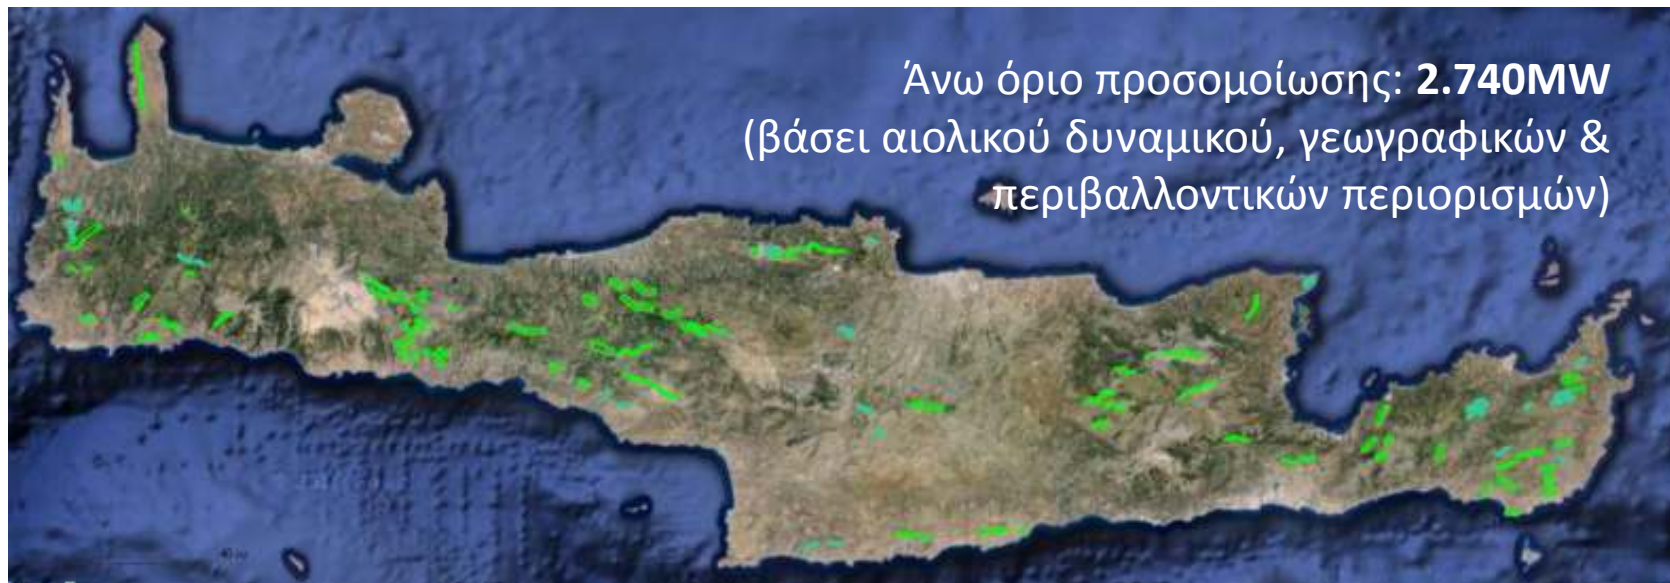 Άνω όριο προσομοίωσης: 2.740MW
(βάσει αιολικού δυναμικού, γεωγραφικών &
περιβαλλοντικών περιορισμών)